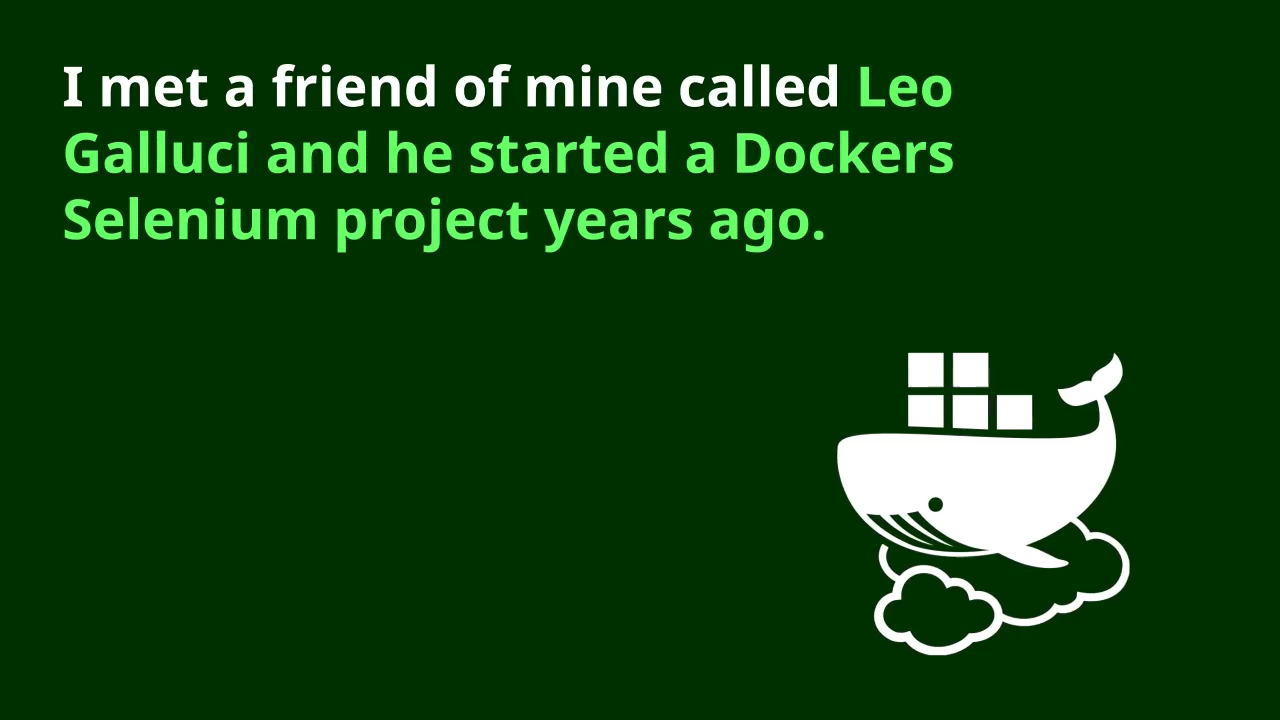 I met a friend of mine called Leo
Galluci and he started a Dockers
Selenium project years ago.